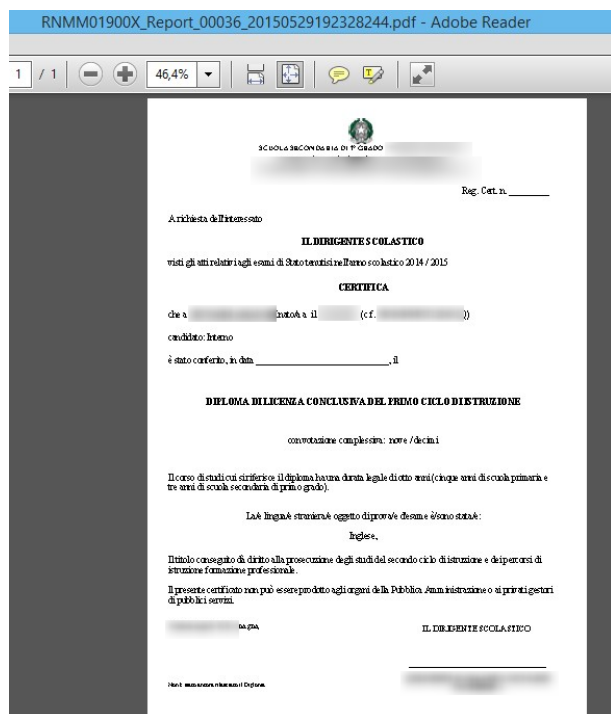 RNMM01900X_Report_00036_20150529192328244.pdf - Adobe Reader
1 / 1 46,4%
SCUOLA SECONDARIA DI 1° GRADO
Reg. Cert. n. ________
A richiesta dell'interessato
IL DIRIGENTE SCOLASTICO
visti gli atti relativi agli esami di Stato tenutisi nell'anno scolastico 2014 / 2015
CERTIFICA
che a nato/a a il (c.f. ))
candidato: Interno
è stato conferito, in data ________________________, il
DIPLOMA DI LICENZA CONCLUSIVA DEL PRIMO CICLO DI ISTRUZIONE
con votazione complessiva: nove /decimi
Il corso di studi cui si riferisce il diploma ha una durata legale di otto anni (cinque anni di scuola primaria e
tre anni di scuola secondaria di primo grado).
La/e lingua/e straniera/e oggetto di prova/e d'esame è/sono stata/e:
Inglese,
Il titolo conseguito dà diritto alla prosecuzione degli studi del secondo ciclo di istruzione e dei percorsi di
istruzione formazione professionale.
Il presente certificato non può essere prodotto agli organi della Pubblica Amministrazione o ai privati gestori
di pubblici servizi.
IL DIRIGENTE SCOLASTICO